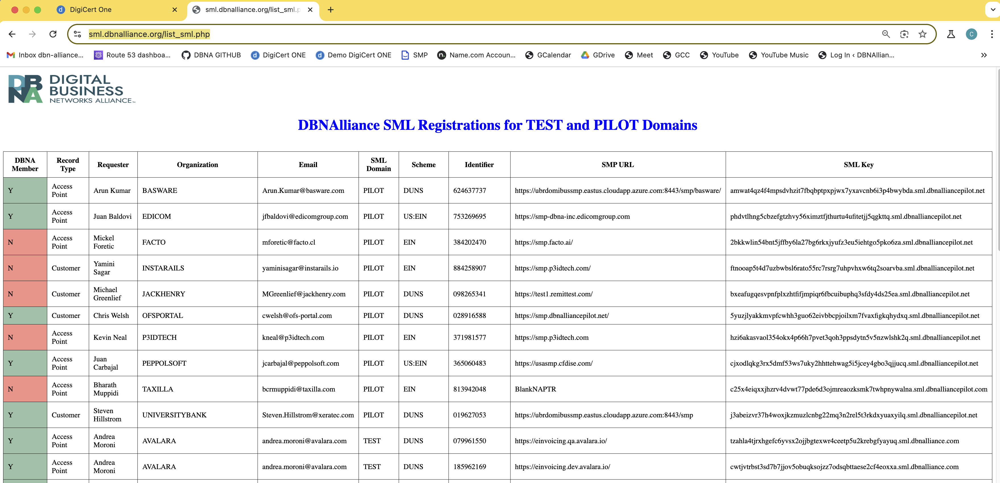 DigiCert One
sml.dbnalliance.org/list_sml.p
sml.dbnalliance.org/list_sml.php
C
Inbox dbn-alliance... Route 53 dashboa... DBNA GITHUB DigiCert ONE Demo DigiCert ONE SMP Name.com Accoun... GCalendar GDrive Meet GCC YouTube YouTube Music Log In ‹ DBNAllian...
DBNA
DIGITAL
BUSINESS
NETWORKS ALLIANCE™
DBNAlliance SML Registrations for TEST and PILOT Domains
DBNA Member Record Type Requester Organization Email SML Domain Scheme Identifier SMP URL SML Key
Y Access Point Arun Kumar BASWARE Arun.Kumar@basware.com PILOT DUNS 624637737 https://ubrdomibussmp.eastus.cloudapp.azure.com:8443/smp/basware/ amwat4qz4f4mpsdvhzit7fbqbptpxpjwx7yxavcnb6i3p4bwybda.sml.dbnalliancepilot.net
Y Access Point Juan Baldovi EDICOM jfbaldovi@edicomgroup.com PILOT US:EIN 753269695 https://smp-dbna-inc.edicomgroup.com phdvtlhng5cbzefgtzhvy56ximztfjthurtu4ufitetjj5qgkttq.sml.dbnalliancepilot.net
N Access Point Mickel Foretic FACTO mforetic@facto.cl PILOT EIN 384202470 https://smp.facto.ai/ 2bkkwlin54bnt5jffby6la27bg6rkxjyufz3eu5iehtgo5pko6za.sml.dbnalliancepilot.net
N Customer Yamini Sagar INSTARAILS yaminisagar@instarails.io PILOT EIN 884258907 https://smp.p3idtech.com/ ftnooap5t4d7uzbwbsl6rato55rc7rsrg7uhpvhxw6tq2soarvba.sml.dbnalliancepilot.net
N Customer Michael Greenlief JACKHENRY MGreenlief@jackhenry.com PILOT DUNS 098265341 https://test1.remittest.com/ bxeafugqesvpnfplxzhtfifjmpiqr6fbcuibuphq3sfdy4ds25ea.sml.dbnalliancepilot.net
Y Customer Chris Welsh OFSPORTAL cwelsh@ofs-portal.com PILOT DUNS 028916588 https://smp.dbnalliancepilot.net/ 5yuzjlyakkmvpfcwhh3guo62eivbbcpjoilxm7fvaxfigkqhydxq.sml.dbnalliancepilot.net
N Access Point Kevin Neal P3IDTECH kneal@p3idtech.com PILOT EIN 371981577 https://smp.p3idtech.com hzi6akasvaol354okx4p66h7pvet3qoh3ppsdytn5v5nzwlshk2q.sml.dbnalliancepilot.net
Y Access Point Juan Carbajal PEPPOLSOFT jcarbajal@peppolsoft.com PILOT US:EIN 365060483 https://usasmp.cfdise.com/ cjxodlqkg3rx5dmf53ws7uky2hhttehwag5i5jcey4gbo3qjjucq.sml.dbnalliancepilot.net
N Access Point Bharath Muppidi TAXILLA bcrmuppidi@taxilla.com PILOT EIN 813942048 BlankNAPTR c25x4eiqxxjhzrv4dvwt77pde6d3ojmreaozksmk7twhpnywalna.sml.dbnalliancepilot.com
Y Customer Steven Hillstrom UNIVERSITYBANK Steven.Hillstrom@xeratec.com PILOT DUNS 019627053 https://ubrdomibussmp.eastus.cloudapp.azure.com:8443/smp j3abeizvr37h4woxjkzmuzlcnbg22mq3n2rel5t3rkdxyuaxyilq.sml.dbnalliancepilot.net
Y Access Point Andrea Moroni AVALARA andrea.moroni@avalara.com TEST DUNS 079961550 https://einvoicing.qa.avalara.io/ tzahla4tjrxhgefc6yvsx2ojjbgtexwr4ceetp5u2krebgfyayuq.sml.dbnalliance.com
Y Access Point Andrea Moroni AVALARA andrea.moroni@avalara.com TEST DUNS 185962169 https://einvoicing.dev.avalara.io/ cwtjvtrbst3sd7b7jjov5obuqksojzz7odsqbttaese2cf4eoxxa.sml.dbnalliance.com